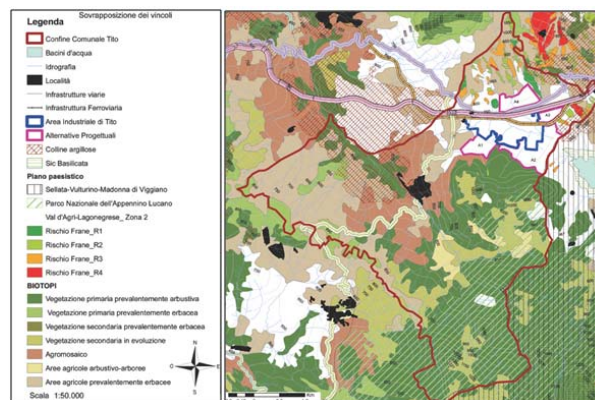 Sovrapposizione dei vincoli
Legenda
Confine Comunale Tito
Bacini d'acqua
Idrografia
Località
Infrastrutture viarie
Infrastruttura Ferroviaria
Area Industriale di Tito
Alternative Progettuali
Colline argillose
Sic Basilicata
Piano paesistico
Sellata-Vulturino-Madonna di Viggiano
Parco Nazionale dell'Appennino Lucano
Val d'Agri-Lagonegrese_ Zona 2
Rischio Frane_R1
Rischio Frane_R2
Rischio Frane_R3
Rischio Frane_R4
BIOTOPI
Vegetazione primaria prevalentemente arbustiva
Vegetazione primaria prevalentemente erbacea
Vegetazione secondaria prevalentemente erbacea
Vegetazione secondaria in evoluzione
Agromosaico
Aree agricole arbustivo-arboree
Aree agricole prevalentemente erbacee
Scala 1:50.000
N
O
E
S
A4
A3
A1
A2